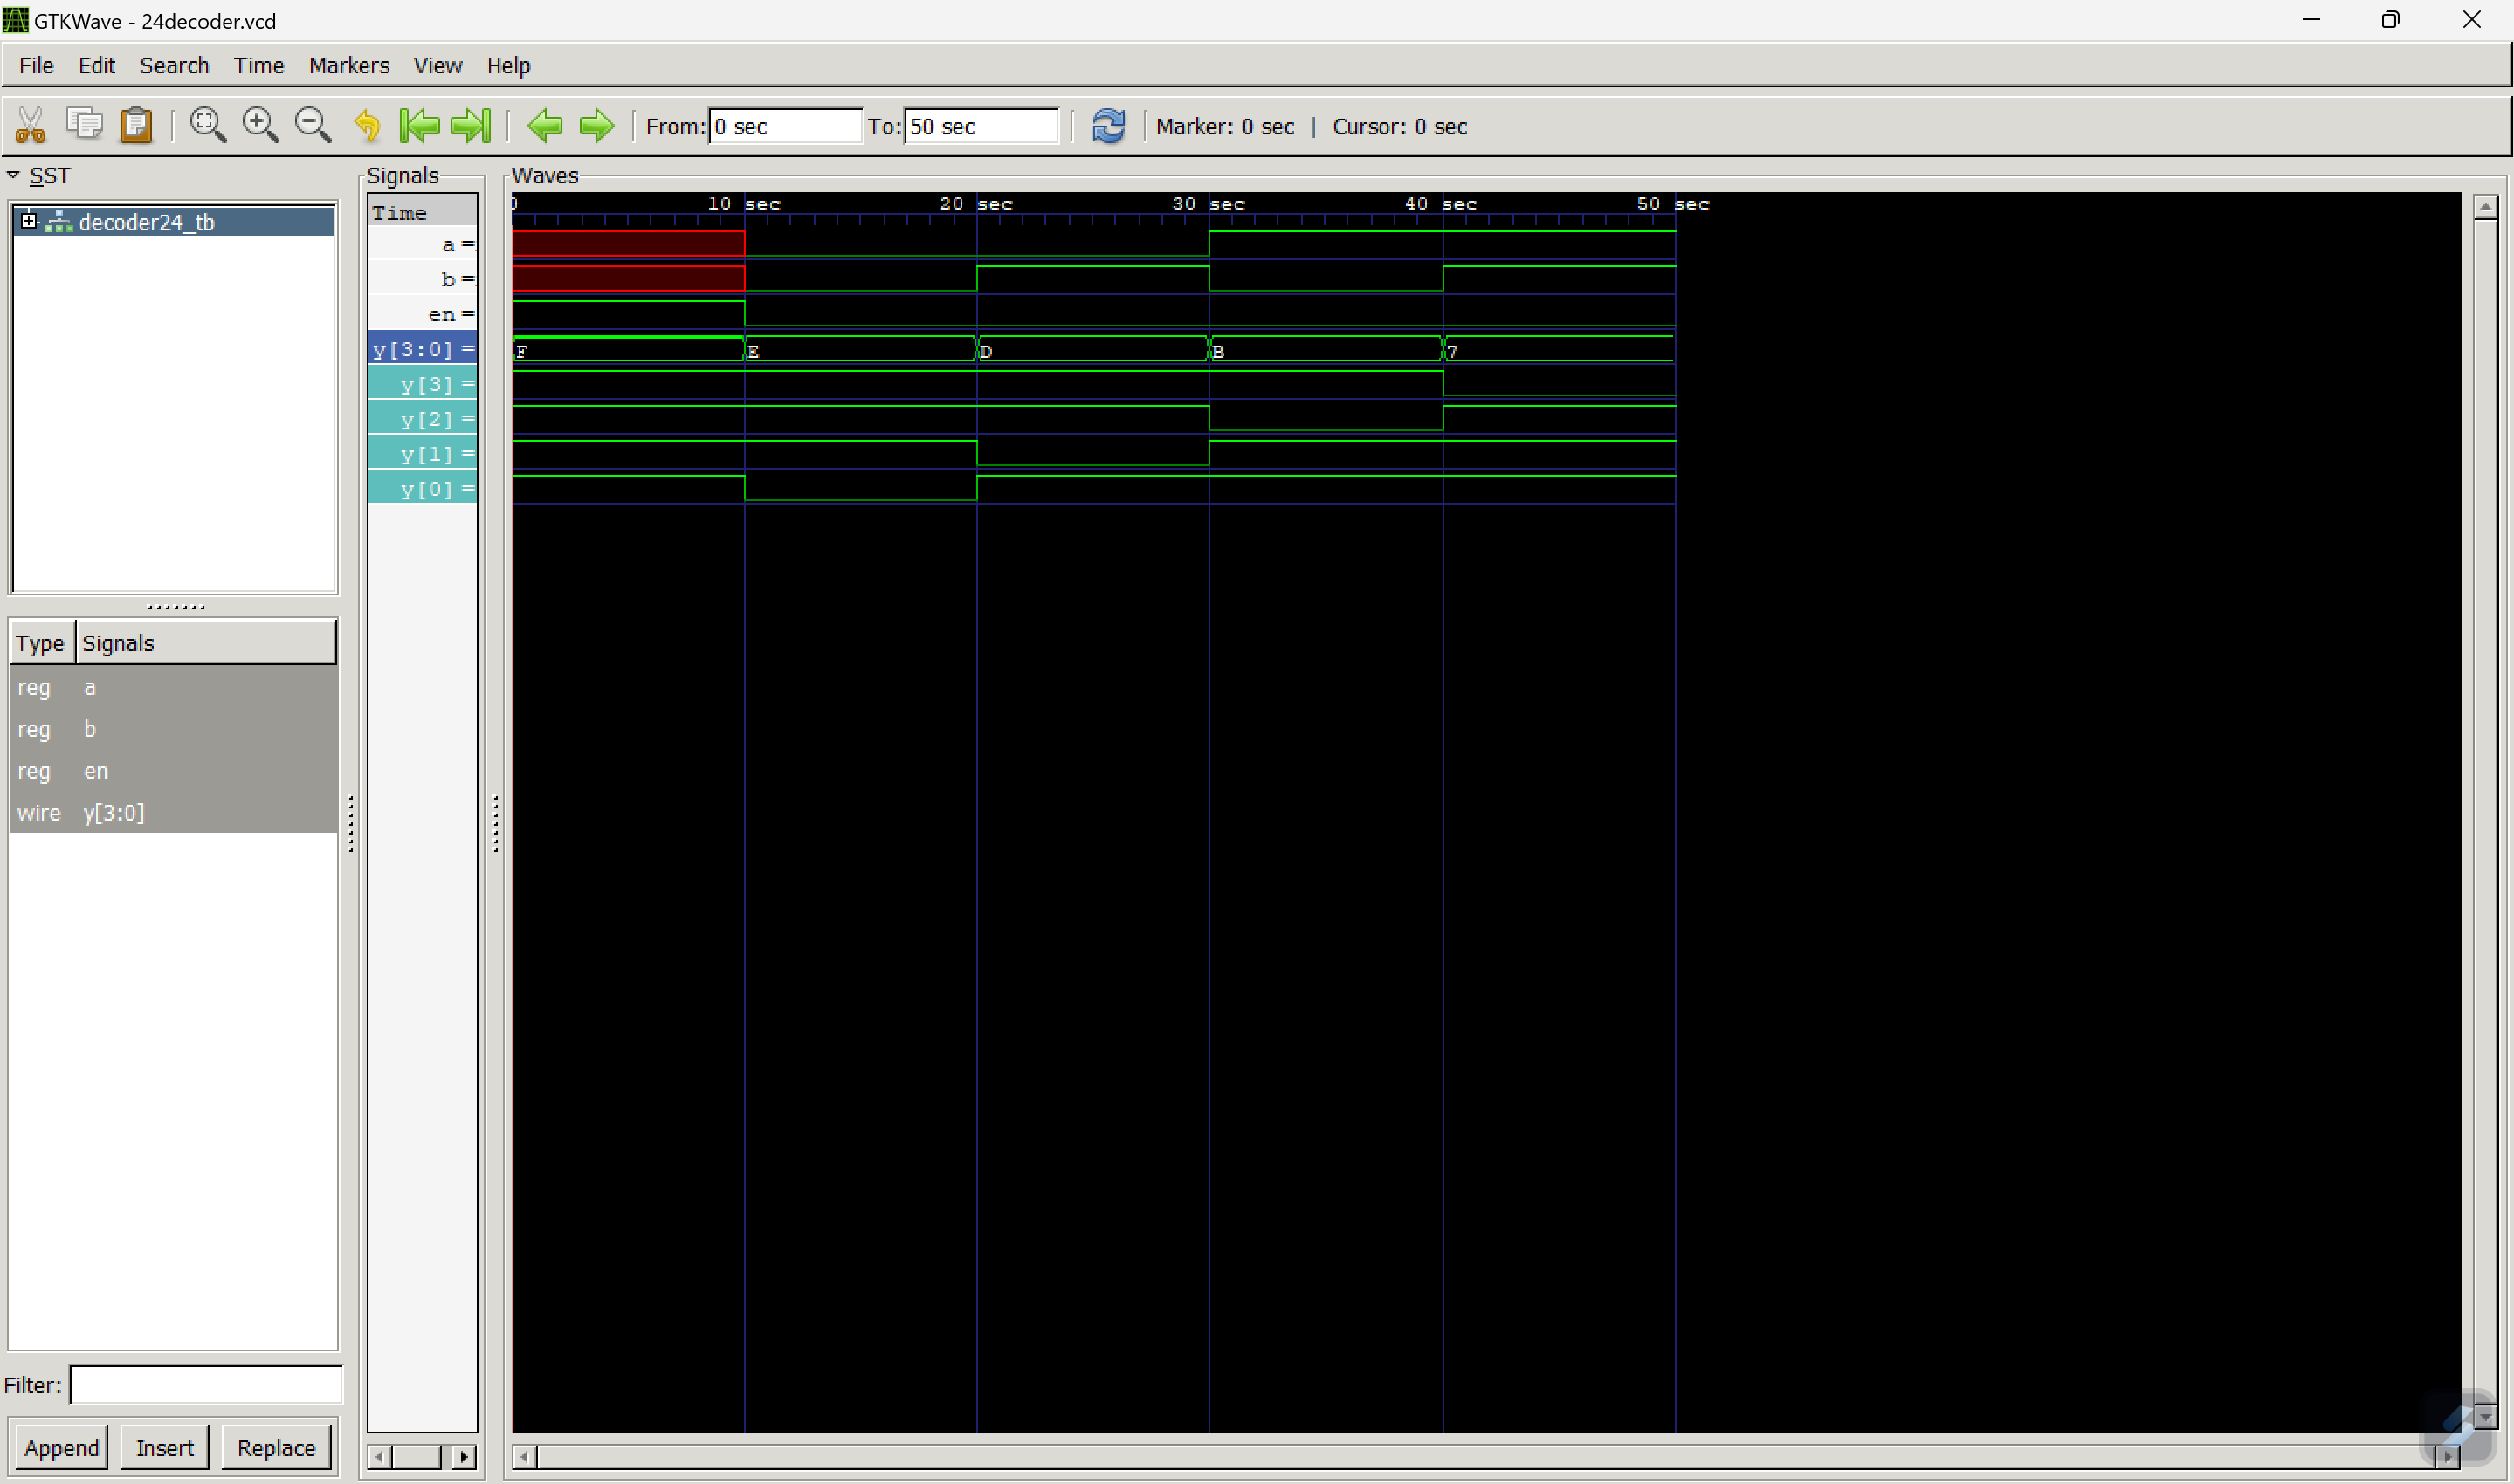 GTKWave - 24decoder.vcd
File Edit Search Time Markers View Help
From: 0 sec To: 50 sec Marker: 0 sec | Cursor: 0 sec
SST
decoder24_tb
Type Signals
reg a
reg b
reg en
wire y[3:0]
Filter:
Append Insert Replace
Signals
Time
a =
b =
en =
y[3:0] =
y[3] =
y[2] =
y[1] =
y[0] =
Waves
0 10 sec 20 sec 30 sec 40 sec 50 sec
F E D B 7